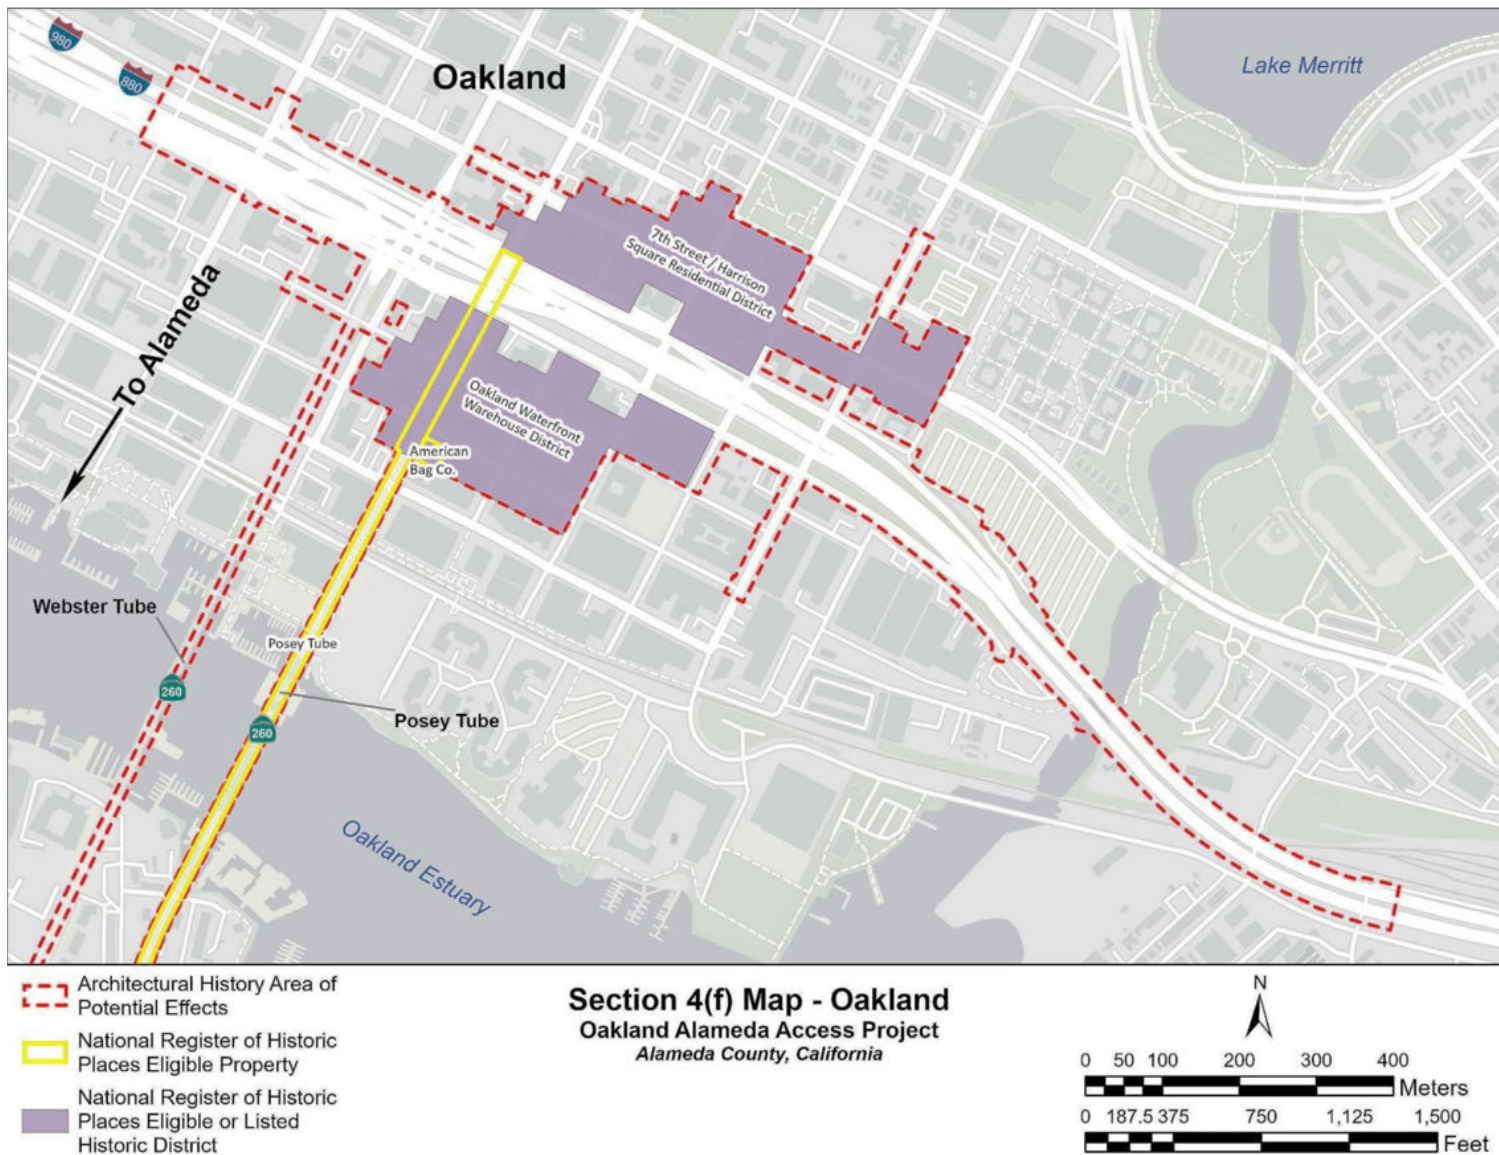 980
880
Oakland
Lake Merritt
To Alameda
7th Street / Harrison
Square Residential District
Oakland Waterfront
Warehouse District
American
Bag Co.
Webster Tube
Posey Tube
260
Posey Tube
260
Oakland Estuary
Architectural History Area of
Potential Effects
National Register of Historic
Places Eligible Property
National Register of Historic
Places Eligible or Listed
Historic District
Section 4(f) Map - Oakland
Oakland Alameda Access Project
Alameda County, California
N
0 50 100 200 300 400
Meters
0 187.5 375 750 1,125 1,500
Feet